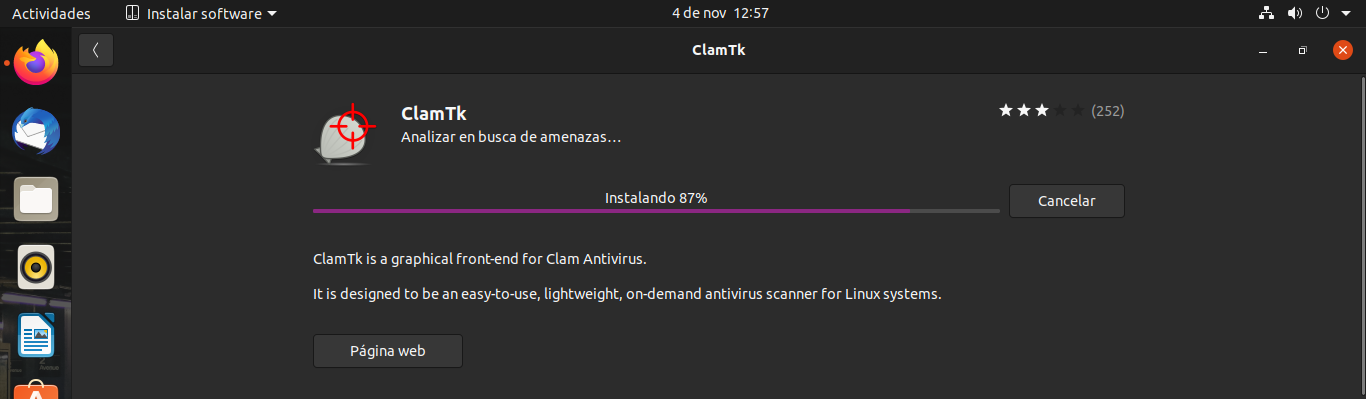 Actividades Instalar software 4 de nov 12:57
ClamTk
ClamTk (252)
Analizar en busca de amenazas…
Instalando 87%
Cancelar
ClamTk is a graphical front-end for Clam Antivirus.
It is designed to be an easy-to-use, lightweight, on-demand antivirus scanner for Linux systems.
Página web